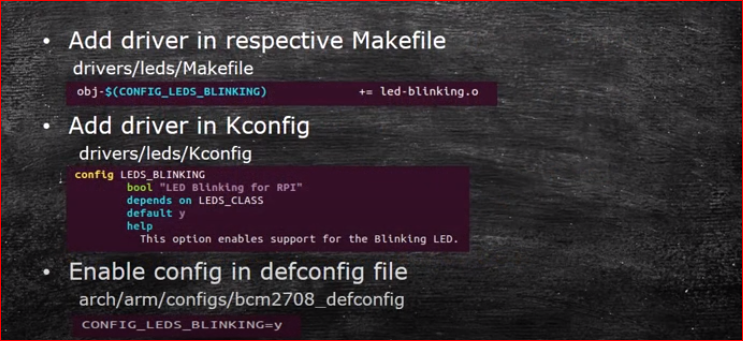 • Add driver in respective Makefile
drivers/leds/Makefile
obj-$(CONFIG_LEDS_BLINKING) += led-blinking.o
• Add driver in Kconfig
drivers/leds/Kconfig
config LEDS_BLINKING
bool "LED Blinking for RPI"
depends on LEDS_CLASS
default y
help
This option enables support for the Blinking LED.
• Enable config in defconfig file
arch/arm/configs/bcm2708_defconfig
CONFIG_LEDS_BLINKING=y